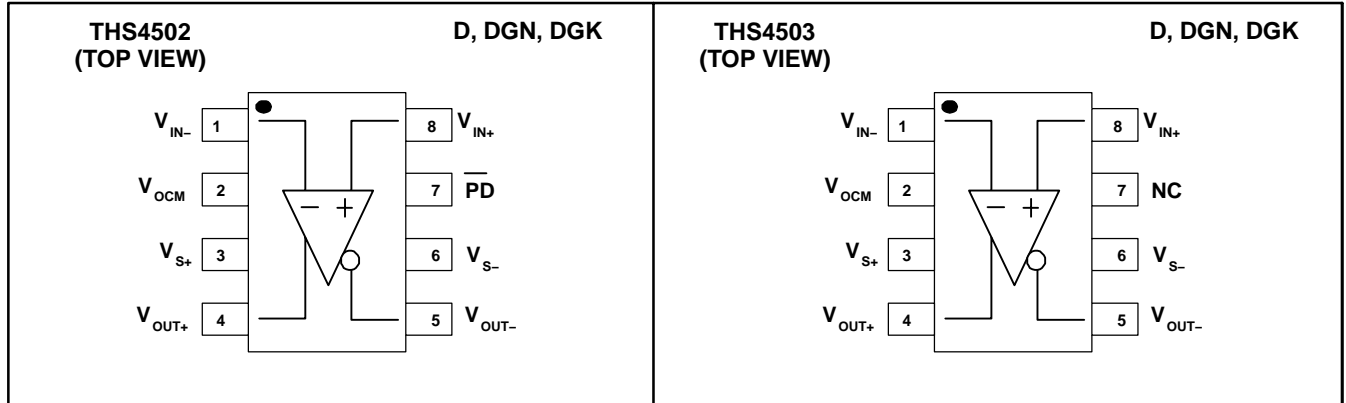 THS4502
(TOP VIEW)
D, DGN, DGK
V IN– 1
8 V IN+
V OCM 2
7 P̅D̅
V S+ 3
6 V S–
V OUT+ 4
5 V OUT–
– +
THS4503
(TOP VIEW)
D, DGN, DGK
V IN– 1
8 V IN+
V OCM 2
7 NC
V S+ 3
6 V S–
V OUT+ 4
5 V OUT–
– +